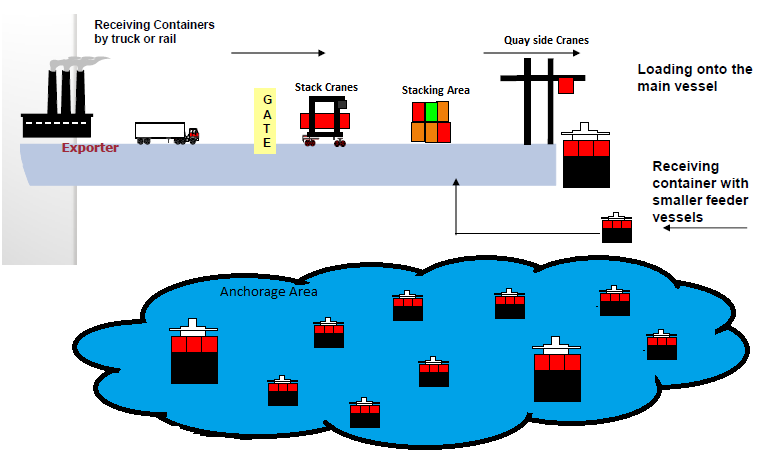 Receiving Containers
by truck or rail
Quay side Cranes
Loading onto the
main vessel
Stack Cranes
Stacking Area
G
A
T
E
Exporter
Receiving
container with
smaller feeder
vessels
Anchorage Area